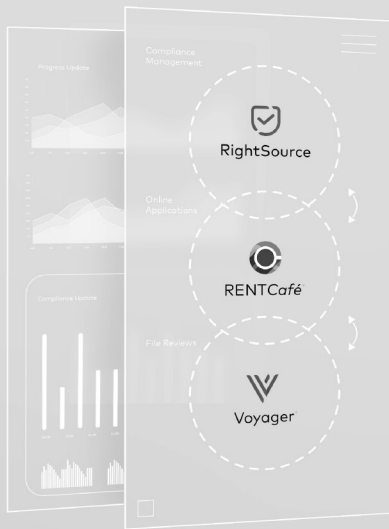 Progress Update
Compliance
Management
RightSource
Online
Applications
RENTCafé
Compliance Update
File Reviews
Voyager